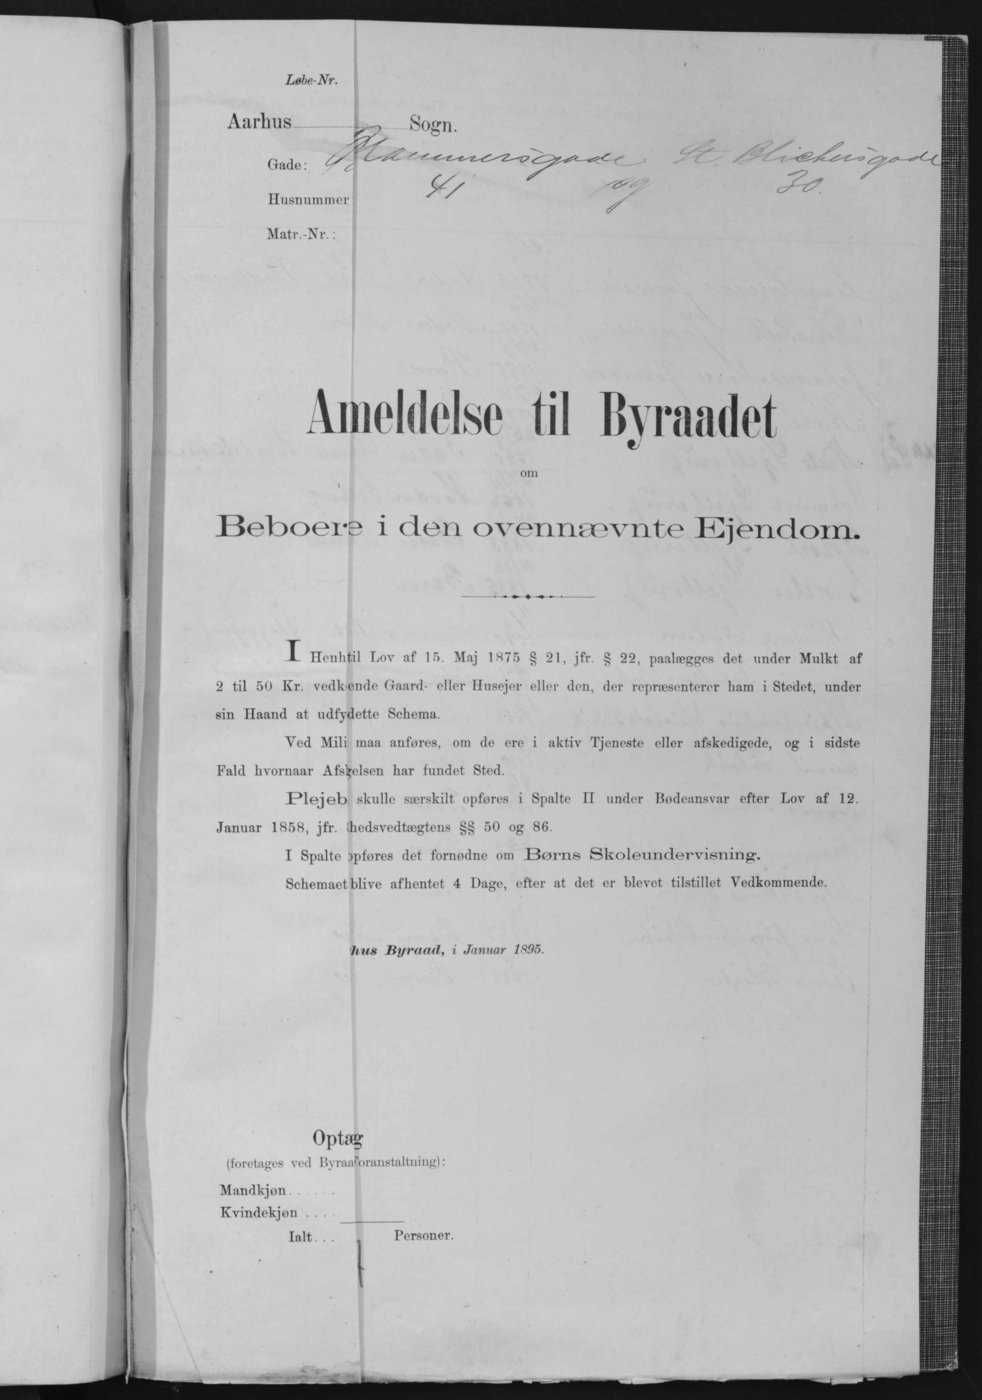 Løbe-Nr.
Aarhus Sogn.
Gade: Hammersgade St Blichersgade
Husnummer 41 og 30.
Matr.-Nr.:
Ameldelse til Byraadet
om
Beboere i den ovennævnte Ejendom.
I Henhtil Lov af 15. Maj 1875 § 21, jfr. § 22, paalægges det under Mulkt af
2 til 50 Kr. vedkende Gaard- eller Husejer eller den, der repræsenterer ham i Stedet, under
sin Haand at udfydette Schema.
Ved Mili maa anføres, om de ere i aktiv Tjeneste eller afskedigede, og i sidste
Fald hvornaar Afskelsen har fundet Sted.
Plejeb skulle særskilt opføres i Spalte II under Bødeansvar efter Lov af 12.
Januar 1858, jfr. hedsvedtægtens §§ 50 og 86.
I Spalte opføres det fornødne om Børns Skoleundervisning.
Schemaet blive afhentet 4 Dage, efter at det er blevet tilstillet Vedkommende.
hus Byraad, i Januar 1895.
Optæg
(foretages ved Byraaforanstaltning):
Mandkjøn......
Kvindekjøn ....
Ialt... Personer.